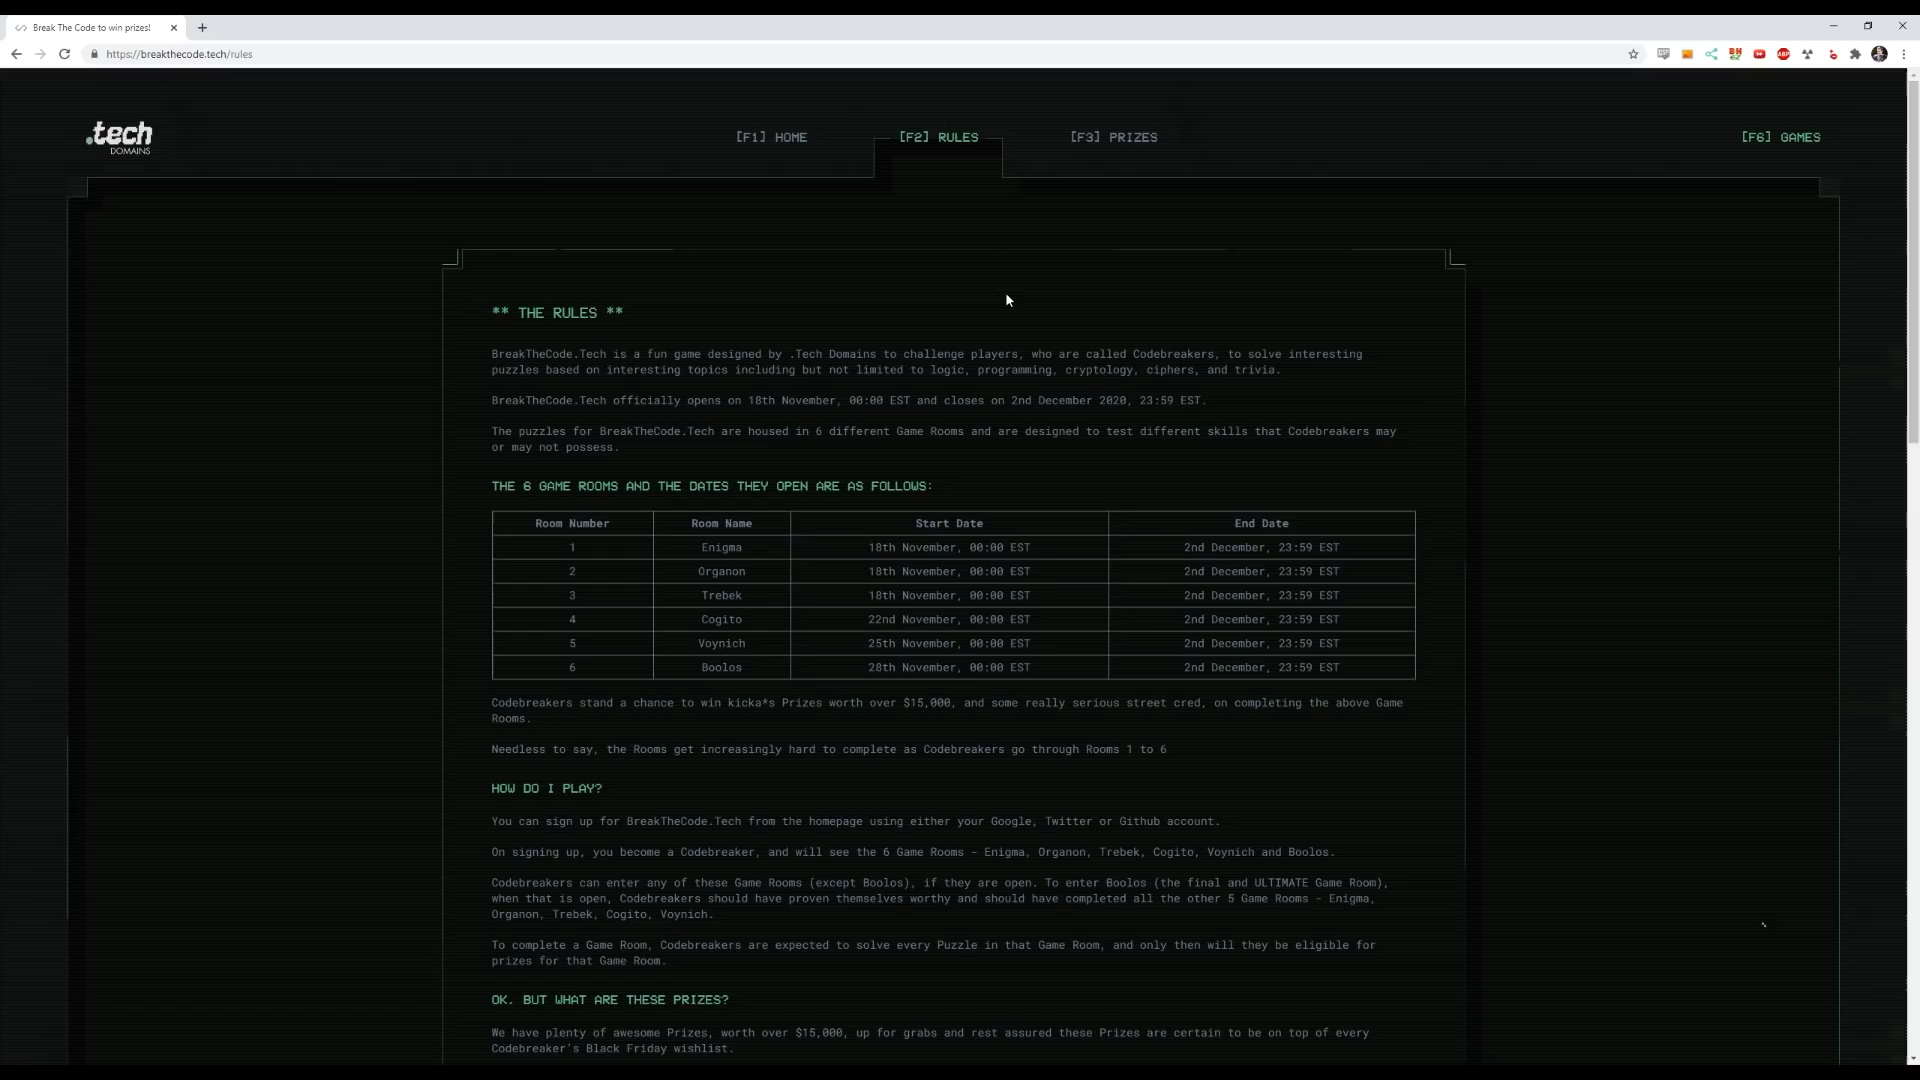 Break The Code to win prizes!
https://breakthecode.tech/rules
.tech
DOMAINS
[F1] HOME
[F2] RULES
[F3] PRIZES
[F6] GAMES
** THE RULES **
BreakTheCode.Tech is a fun game designed by .Tech Domains to challenge players, who are called Codebreakers, to solve interesting
puzzles based on interesting topics including but not limited to logic, programming, cryptology, ciphers, and trivia.
BreakTheCode.Tech officially opens on 18th November, 00:00 EST and closes on 2nd December 2020, 23:59 EST.
The puzzles for BreakTheCode.Tech are housed in 6 different Game Rooms and are designed to test different skills that Codebreakers may
or may not possess.
THE 6 GAME ROOMS AND THE DATES THEY OPEN ARE AS FOLLOWS:
Room Number Room Name Start Date End Date
1 Enigma 18th November, 00:00 EST 2nd December, 23:59 EST
2 Organon 18th November, 00:00 EST 2nd December, 23:59 EST
3 Trebek 18th November, 00:00 EST 2nd December, 23:59 EST
4 Cogito 22nd November, 00:00 EST 2nd December, 23:59 EST
5 Voynich 25th November, 00:00 EST 2nd December, 23:59 EST
6 Boolos 28th November, 00:00 EST 2nd December, 23:59 EST
Codebreakers stand a chance to win kicka*s Prizes worth over $15,000, and some really serious street cred, on completing the above Game
Rooms.
Needless to say, the Rooms get increasingly hard to complete as Codebreakers go through Rooms 1 to 6
HOW DO I PLAY?
You can sign up for BreakTheCode.Tech from the homepage using either your Google, Twitter or Github account.
On signing up, you become a Codebreaker, and will see the 6 Game Rooms - Enigma, Organon, Trebek, Cogito, Voynich and Boolos.
Codebreakers can enter any of these Game Rooms (except Boolos), if they are open. To enter Boolos (the final and ULTIMATE Game Room),
when that is open, Codebreakers should have proven themselves worthy and should have completed all the other 5 Game Rooms - Enigma,
Organon, Trebek, Cogito, Voynich.
To complete a Game Room, Codebreakers are expected to solve every Puzzle in that Game Room, and only then will they be eligible for
prizes for that Game Room.
OK. BUT WHAT ARE THESE PRIZES?
We have plenty of awesome Prizes, worth over $15,000, up for grabs and rest assured these Prizes are certain to be on top of every
Codebreaker's Black Friday wishlist.